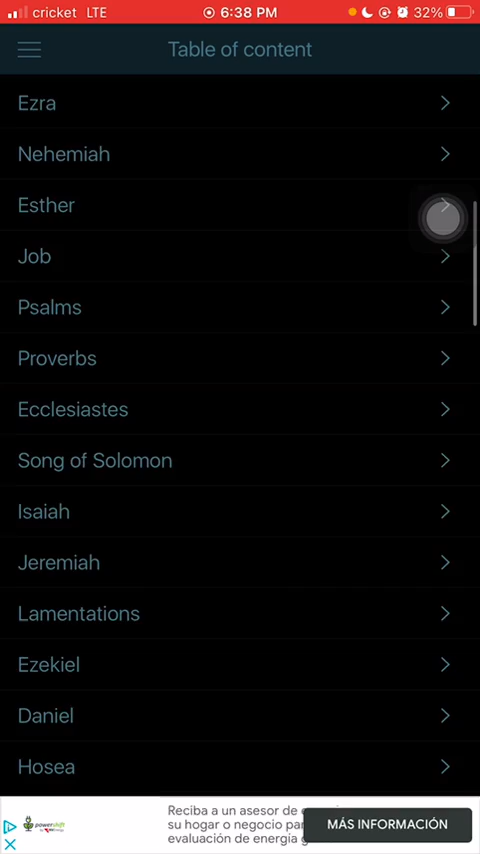 cricket LTE 6:38 PM 32%
Table of content
Ezra
Nehemiah
Esther
Job
Psalms
Proverbs
Ecclesiastes
Song of Solomon
Isaiah
Jeremiah
Lamentations
Ezekiel
Daniel
Hosea
powershift
Reciba a un asesor de
su hogar o negocio
evaluación de energía
MÁS INFORMACIÓN